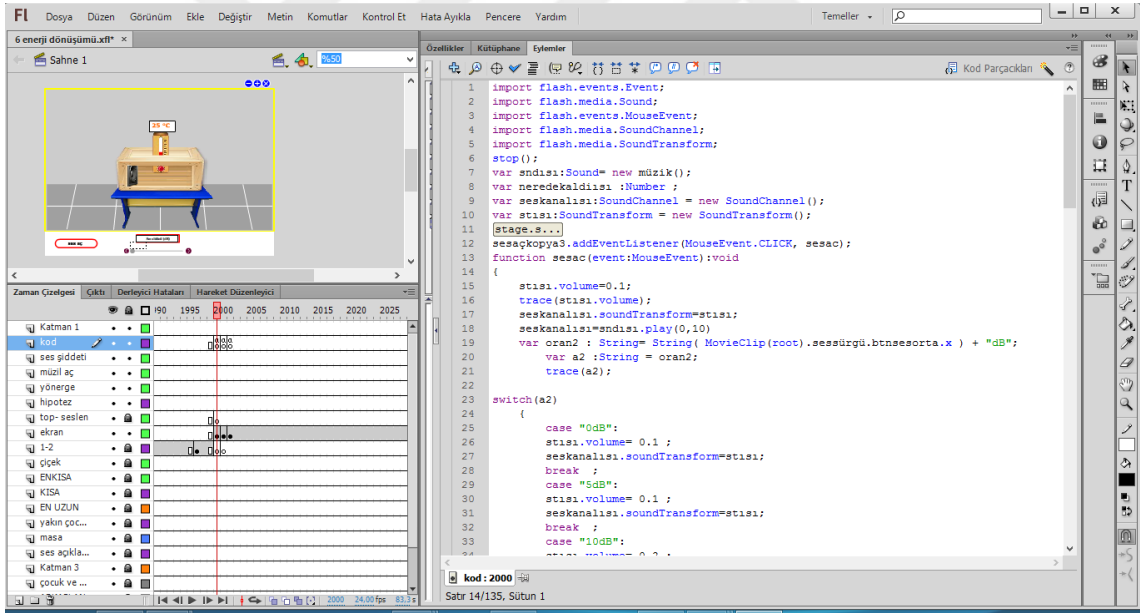 Fl Dosya Düzen Görünüm Ekle Değiştir Metin Komutlar Kontrol Et Hata Ayıkla Pencere Yardım Temeller
6 enerji dönüşümü.xfl* ×
Sahne 1 %50
25 °C
Zaman Çizelgesi Çıktı Derleyici Hataları Hareket Düzenleyici
1995 2000 2005 2010 2015 2020 2025
Katman 1
kod
ses şiddeti
müzil aç
yönerge
hipotez
top- seslen
ekran
1-2
çiçek
ENKISA
KISA
EN UZUN
yakın çoc...
masa
ses açıkla...
Katman 3
çocuk ve ...
2000 24,00 fps 83,3 s
Özellikler Kütüphane Eylemler
Kod Parçacıkları
1 import flash.events.Event;
2 import flash.media.Sound;
3 import flash.events.MouseEvent;
4 import flash.media.SoundChannel;
5 import flash.media.SoundTransform;
6 stop();
7 var sndısı:Sound= new müzik();
8 var neredekaldiısı :Number ;
9 var seskanalısı:SoundChannel = new SoundChannel();
10 var stısı:SoundTransform = new SoundTransform();
11 stage.s...
12 sesaçkopya3.addEventListener(MouseEvent.CLICK, sesac);
13 function sesac(event:MouseEvent):void
14 {
15 stısı.volume=0.1;
16 trace(stısı.volume);
17 seskanalısı.soundTransform=stısı;
18 seskanalısı=sndısı.play(0,10)
19 var oran2 : String= String( MovieClip(root).sessürgü.btnsesorta.x ) + "dB";
20 var a2 :String = oran2;
21 trace(a2);
22
23 switch(a2)
24 {
25 case "0dB":
26 stısı.volume= 0.1 ;
27 seskanalısı.soundTransform=stısı;
28 break ;
29 case "5dB":
30 stısı.volume= 0.1 ;
31 seskanalısı.soundTransform=stısı;
32 break ;
33 case "10dB":
kod : 2000
Satır 14/135, Sütun 1